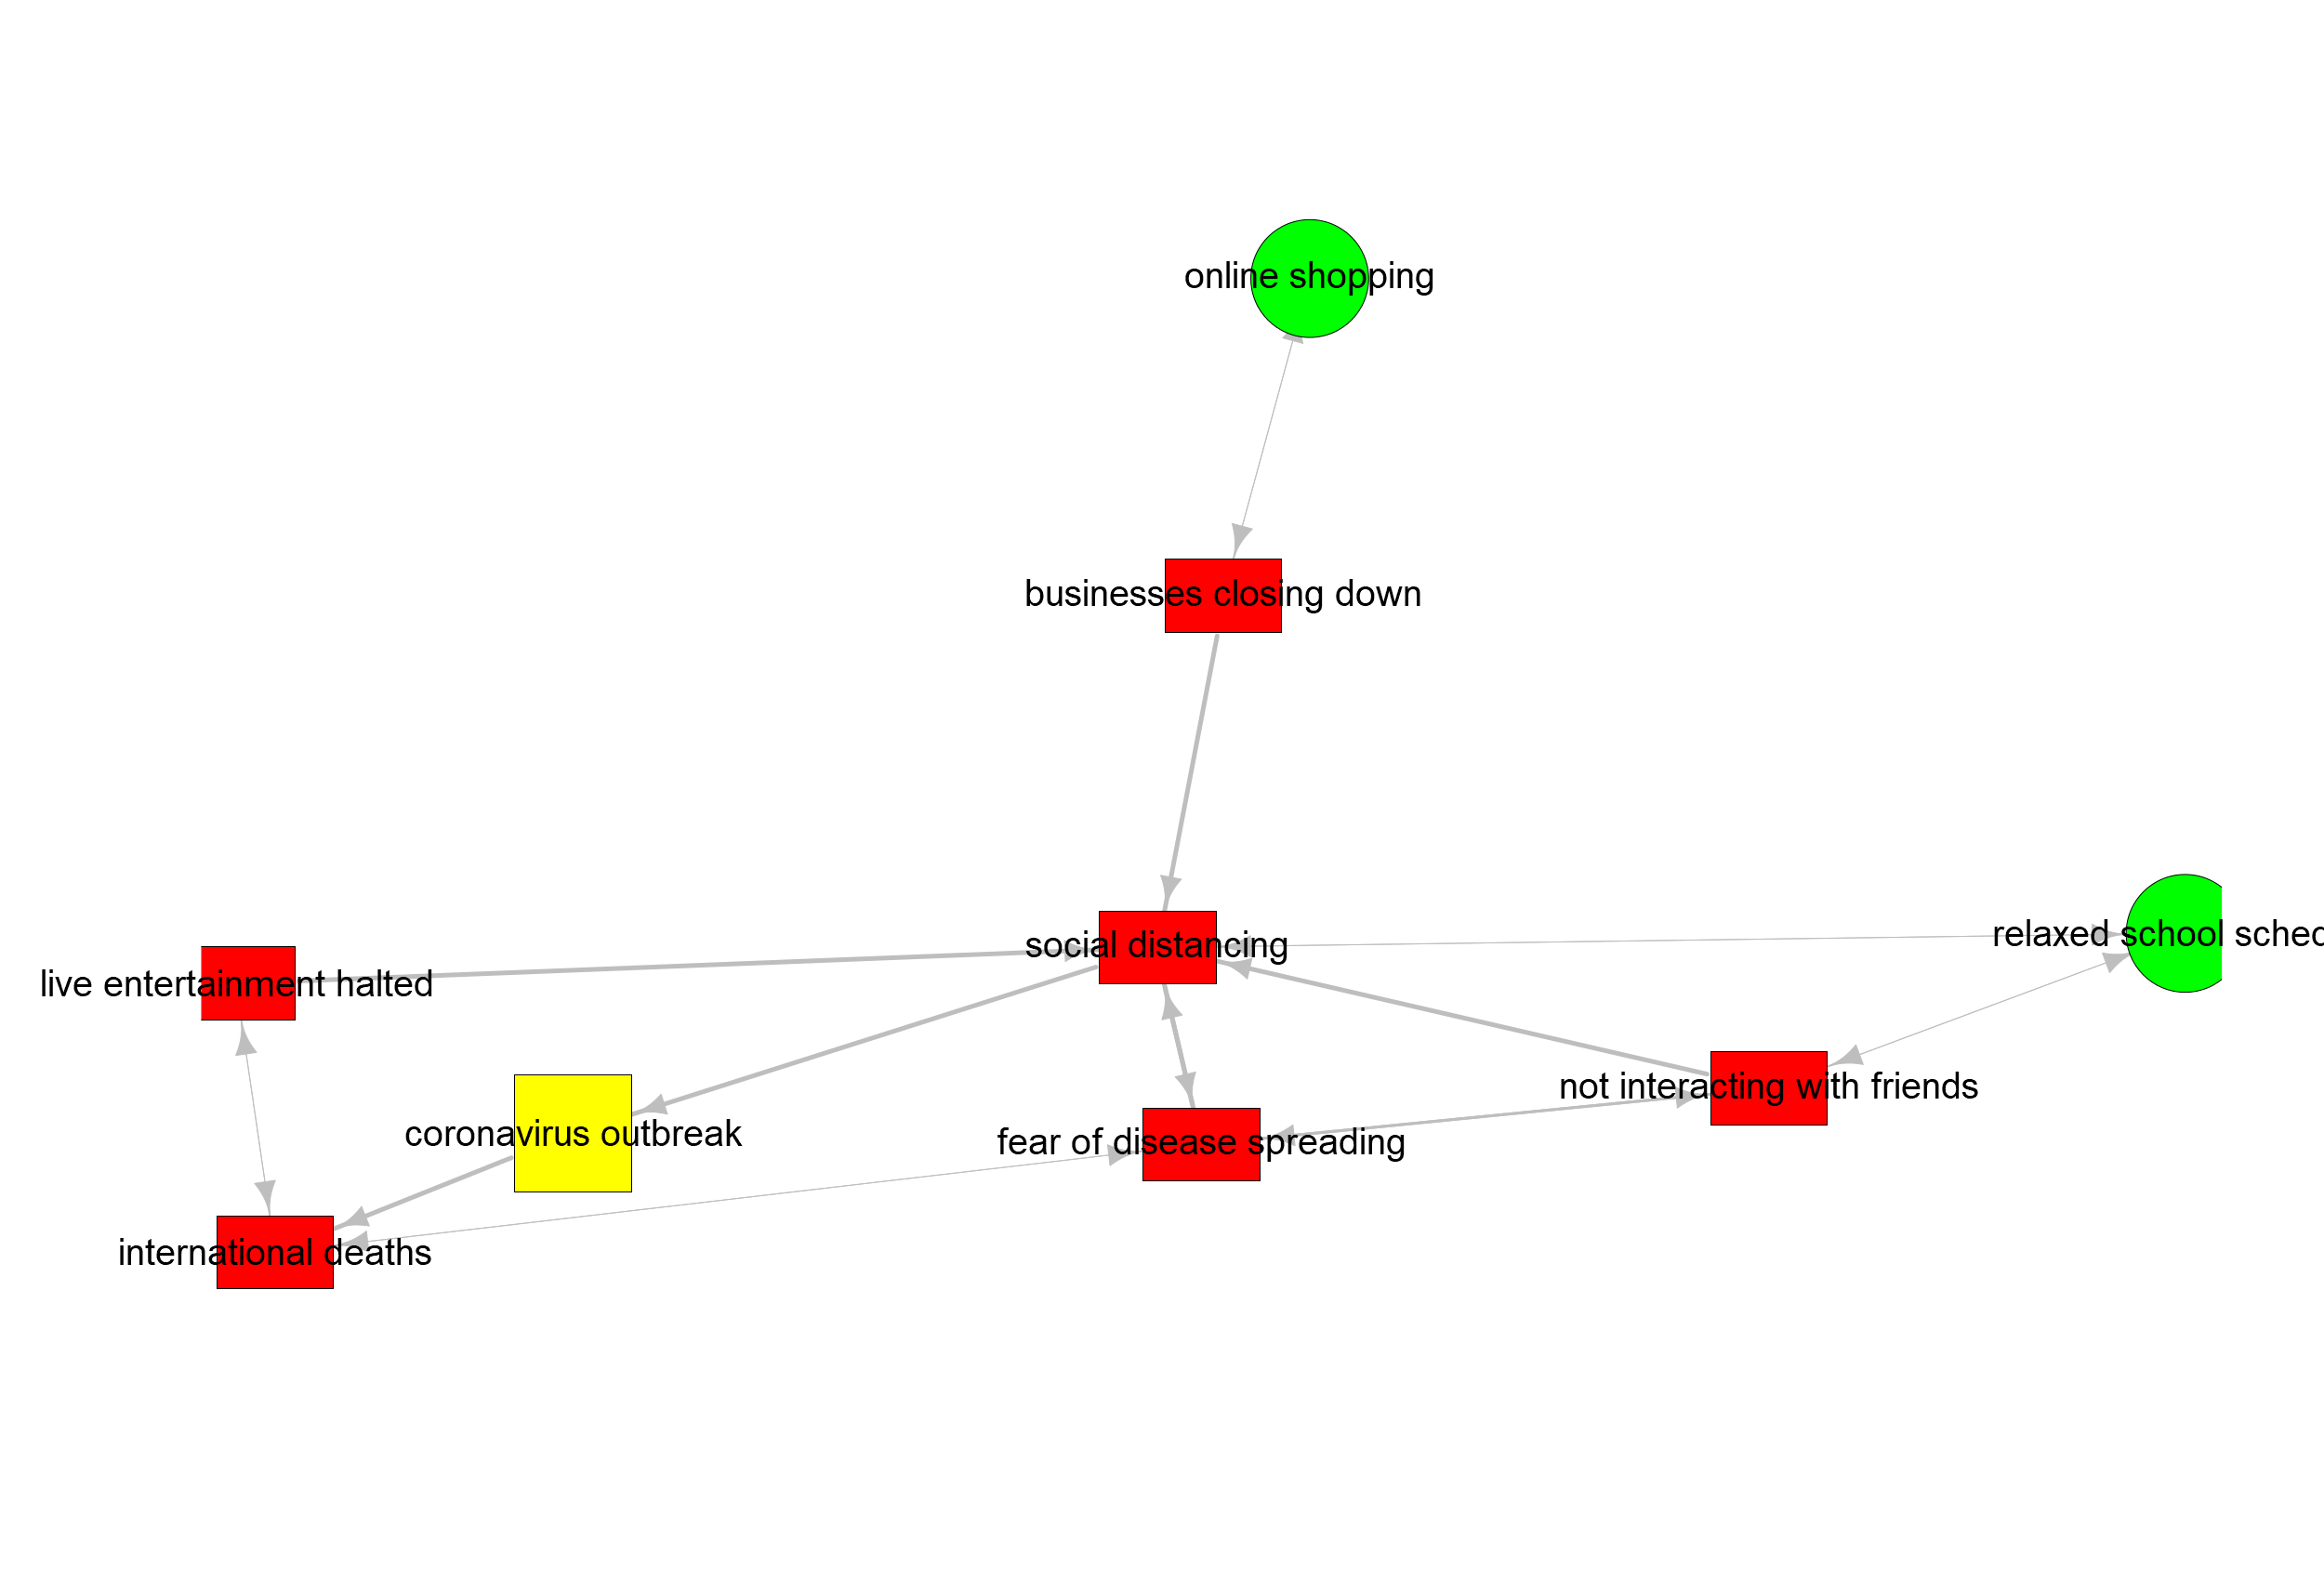 online shopping
businesses closing down
relaxed school sched
social distancing
live entertainment halted
not interacting with friends
coronavirus outbreak
fear of disease spreading
international deaths